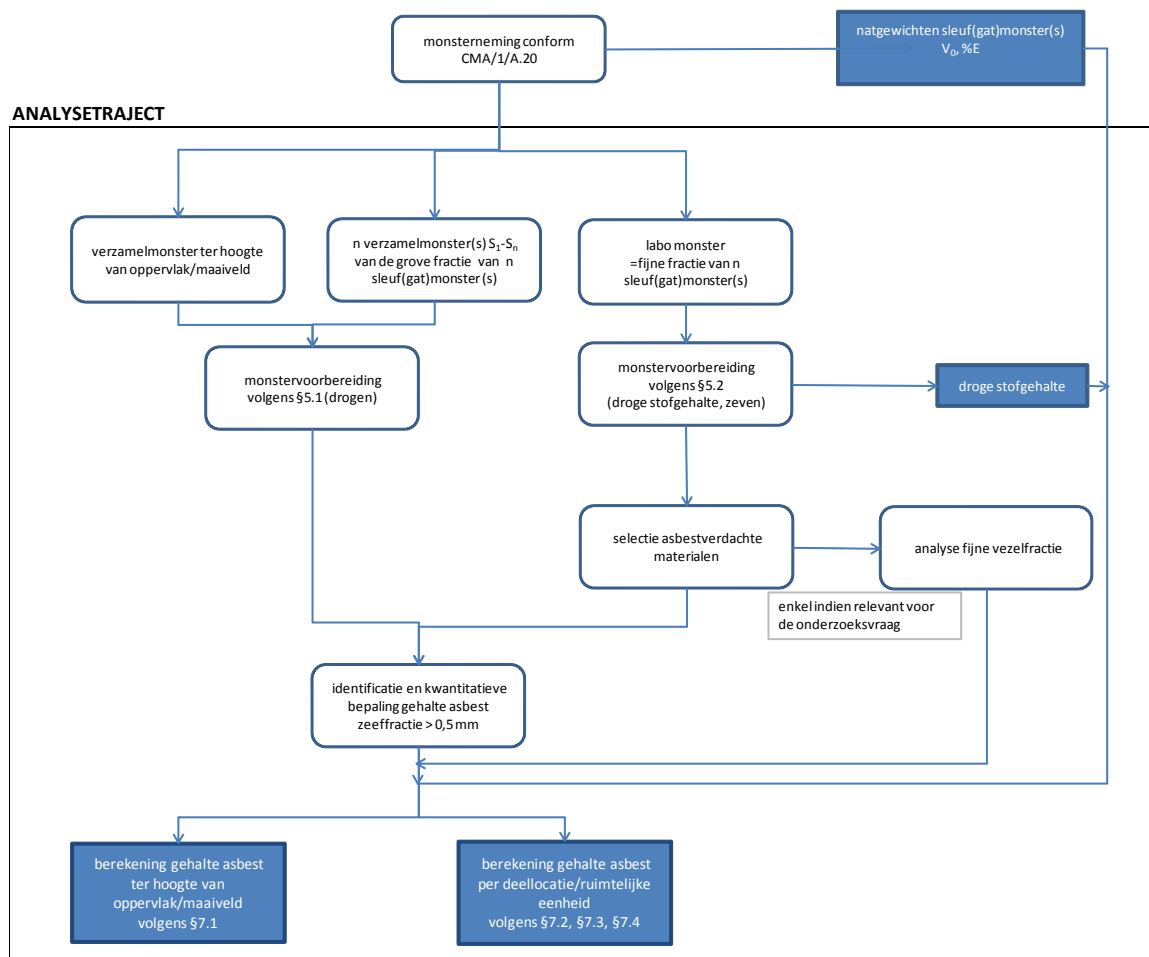 monsterneming conform
CMA/1/A.20
natgewichten sleuf(gat)monster(s)
V₀, %E
ANALYSETRAJECT
verzamelmonster ter hoogte
van oppervlak/maaiveld
n verzamelmonster(s) S₁-Sₙ
van de grove fractie van n
sleuf(gat)monster(s)
labo monster
=fijne fractie van n
sleuf(gat)monster(s)
monstervoorbereiding
volgens §5.1 (drogen)
monstervoorbereiding
volgens §5.2
(droge stofgehalte, zeven)
droge stofgehalte
selectie asbestverdachte
materialen
analyse fijne vezelfractie
enkel indien relevant voor
de onderzoeksvraag
identificatie en kwantitatieve
bepaling gehalte asbest
zeeffractie > 0,5 mm
berekening gehalte asbest
ter hoogte van
oppervlak/maaiveld
volgens §7.1
berekening gehalte asbest
per deellocatie/ruimtelijke
eenheid
volgens §7.2, §7.3, §7.4